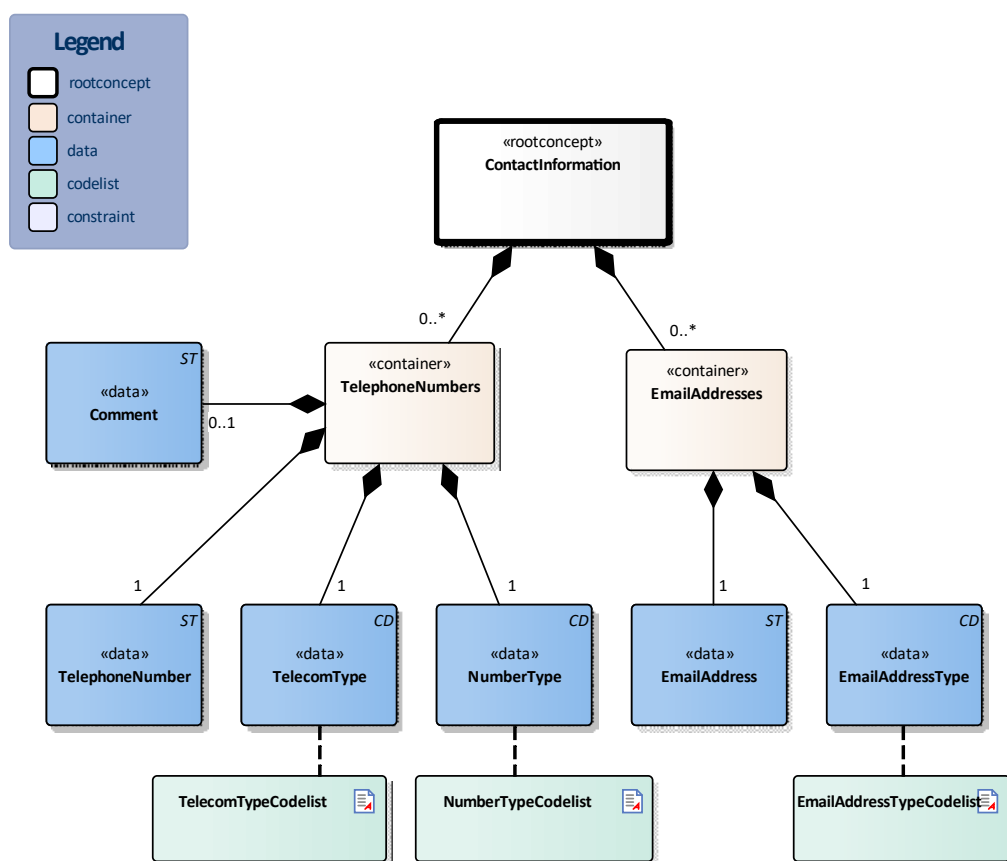 Legend
rootconcept
container
data
codelist
constraint
«rootconcept»
ContactInformation
0..*
0..*
ST
«data»
Comment
0..1
«container»
TelephoneNumbers
«container»
EmailAddresses
1
1
1
1
1
ST
«data»
TelephoneNumber
CD
«data»
TelecomType
CD
«data»
NumberType
ST
«data»
EmailAddress
CD
«data»
EmailAddressType
TelecomTypeCodelist
NumberTypeCodelist
EmailAddressTypeCodelist